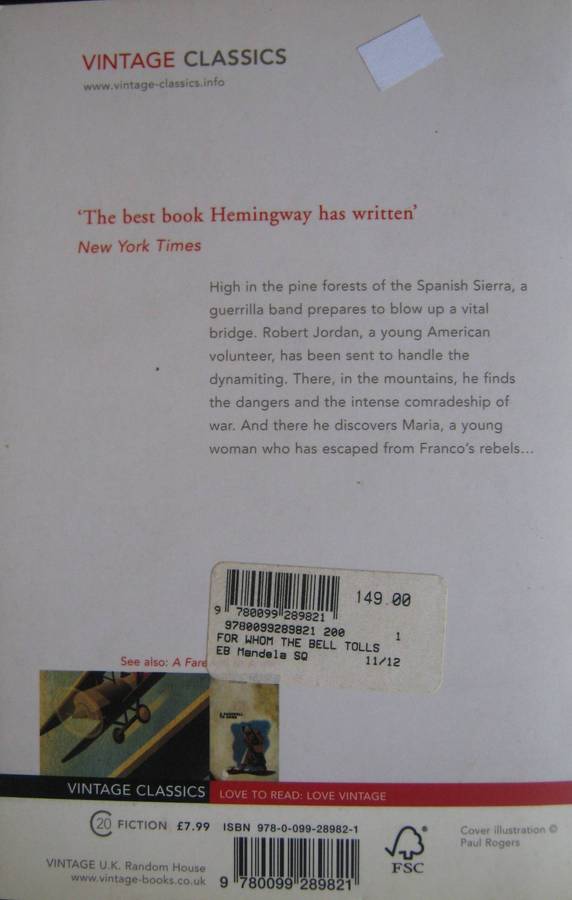 VINTAGE CLASSICS
www.vintage-classics.info
'The best book Hemingway has written'
New York Times
High in the pine forests of the Spanish Sierra, a
guerrilla band prepares to blow up a vital
bridge. Robert Jordan, a young American
volunteer, has been sent to handle the
dynamiting. There, in the mountains, he finds
the dangers and the intense comradeship of
war. And there he discovers Maria, a young
woman who has escaped from Franco's rebels...
149.00
9 780099 289821
9780099289821 200 1
FOR WHOM THE BELL TOLLS
EB Mandela SQ 11/12
See also: A
A FAREWELL
TO ARMS
VINTAGE CLASSICS LOVE TO READ: LOVE VINTAGE
C20 FICTION £7.99 ISBN 978-0-099-28982-1
VINTAGE U.K. Random House
www.vintage-books.co.uk
9 780099 289821
FSC
Cover illustration ©
Paul Rogers